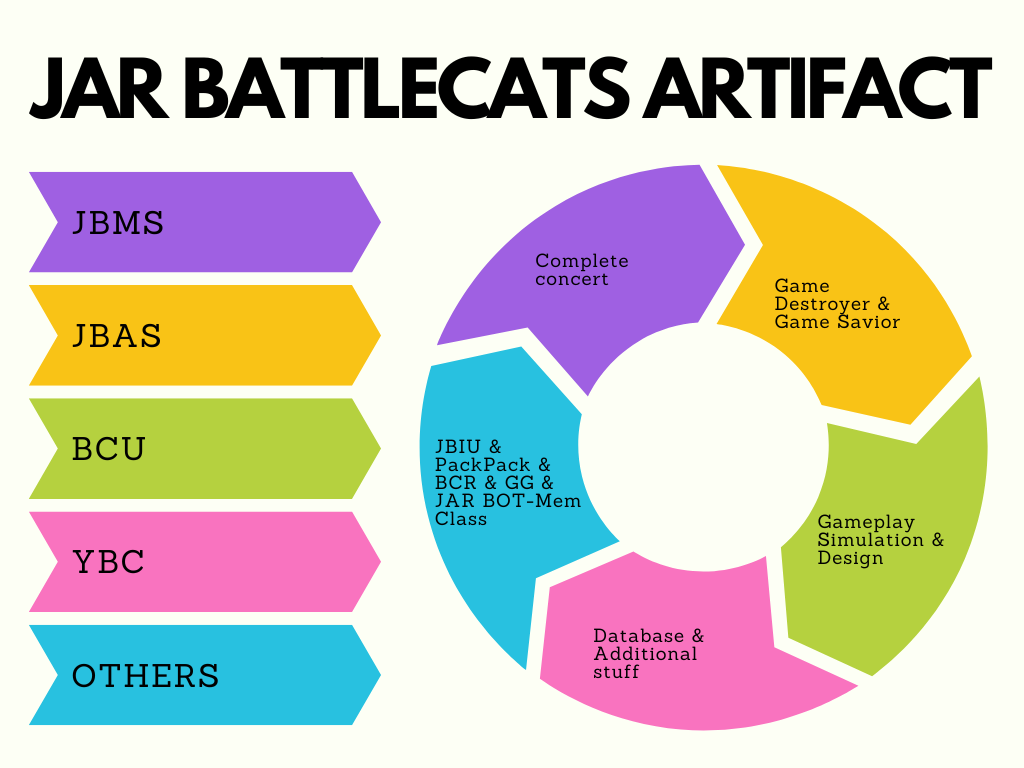 JAR BATTLECATS ARTIFACT
JBMS
JBAS
BCU
YBC
OTHERS
Complete
concert
Game
Destroyer &
Game Savior
Gameplay
Simulation &
Design
Database &
Additional
stuff
JBIU &
PackPack &
BCR & GG &
JAR BOT-Mem
Class